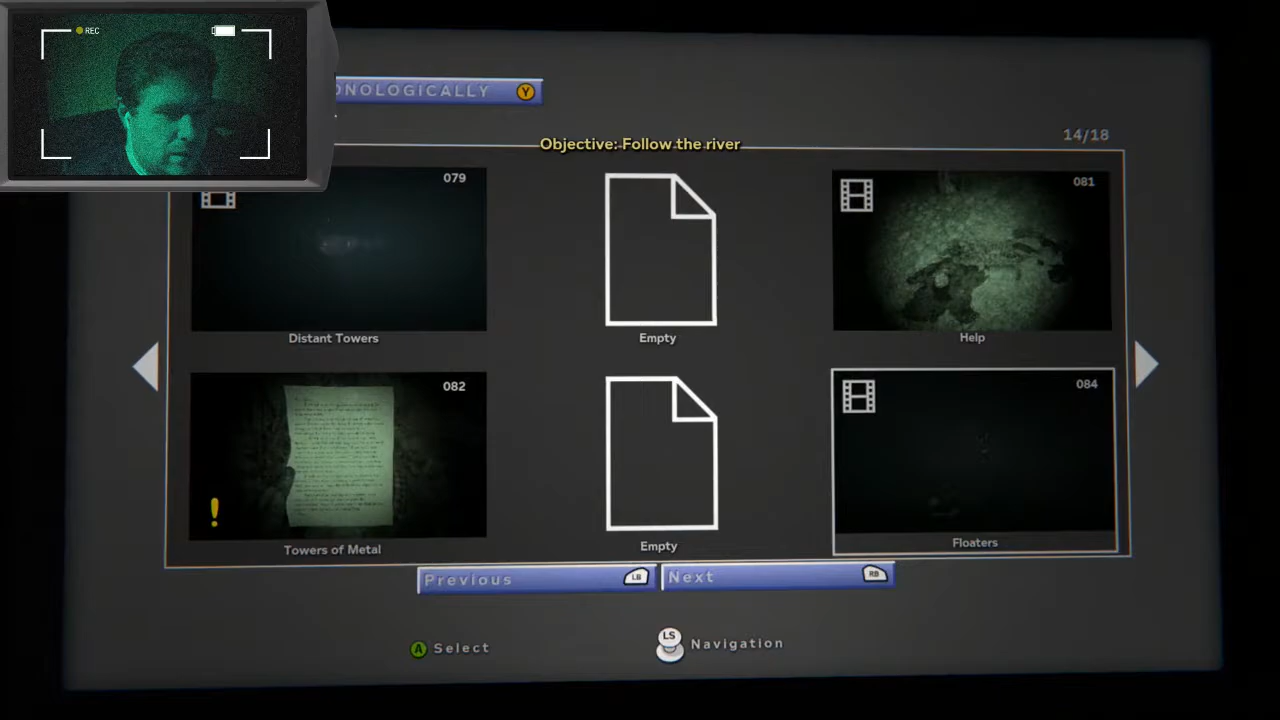 REC
ONOLOGICALLY Y
14/18
Objective: Follow the river
079
081
Distant Towers
Empty
Help
082
084
Towers of Metal
Empty
Floaters
Previous LB
Next RB
A Select
LS Navigation